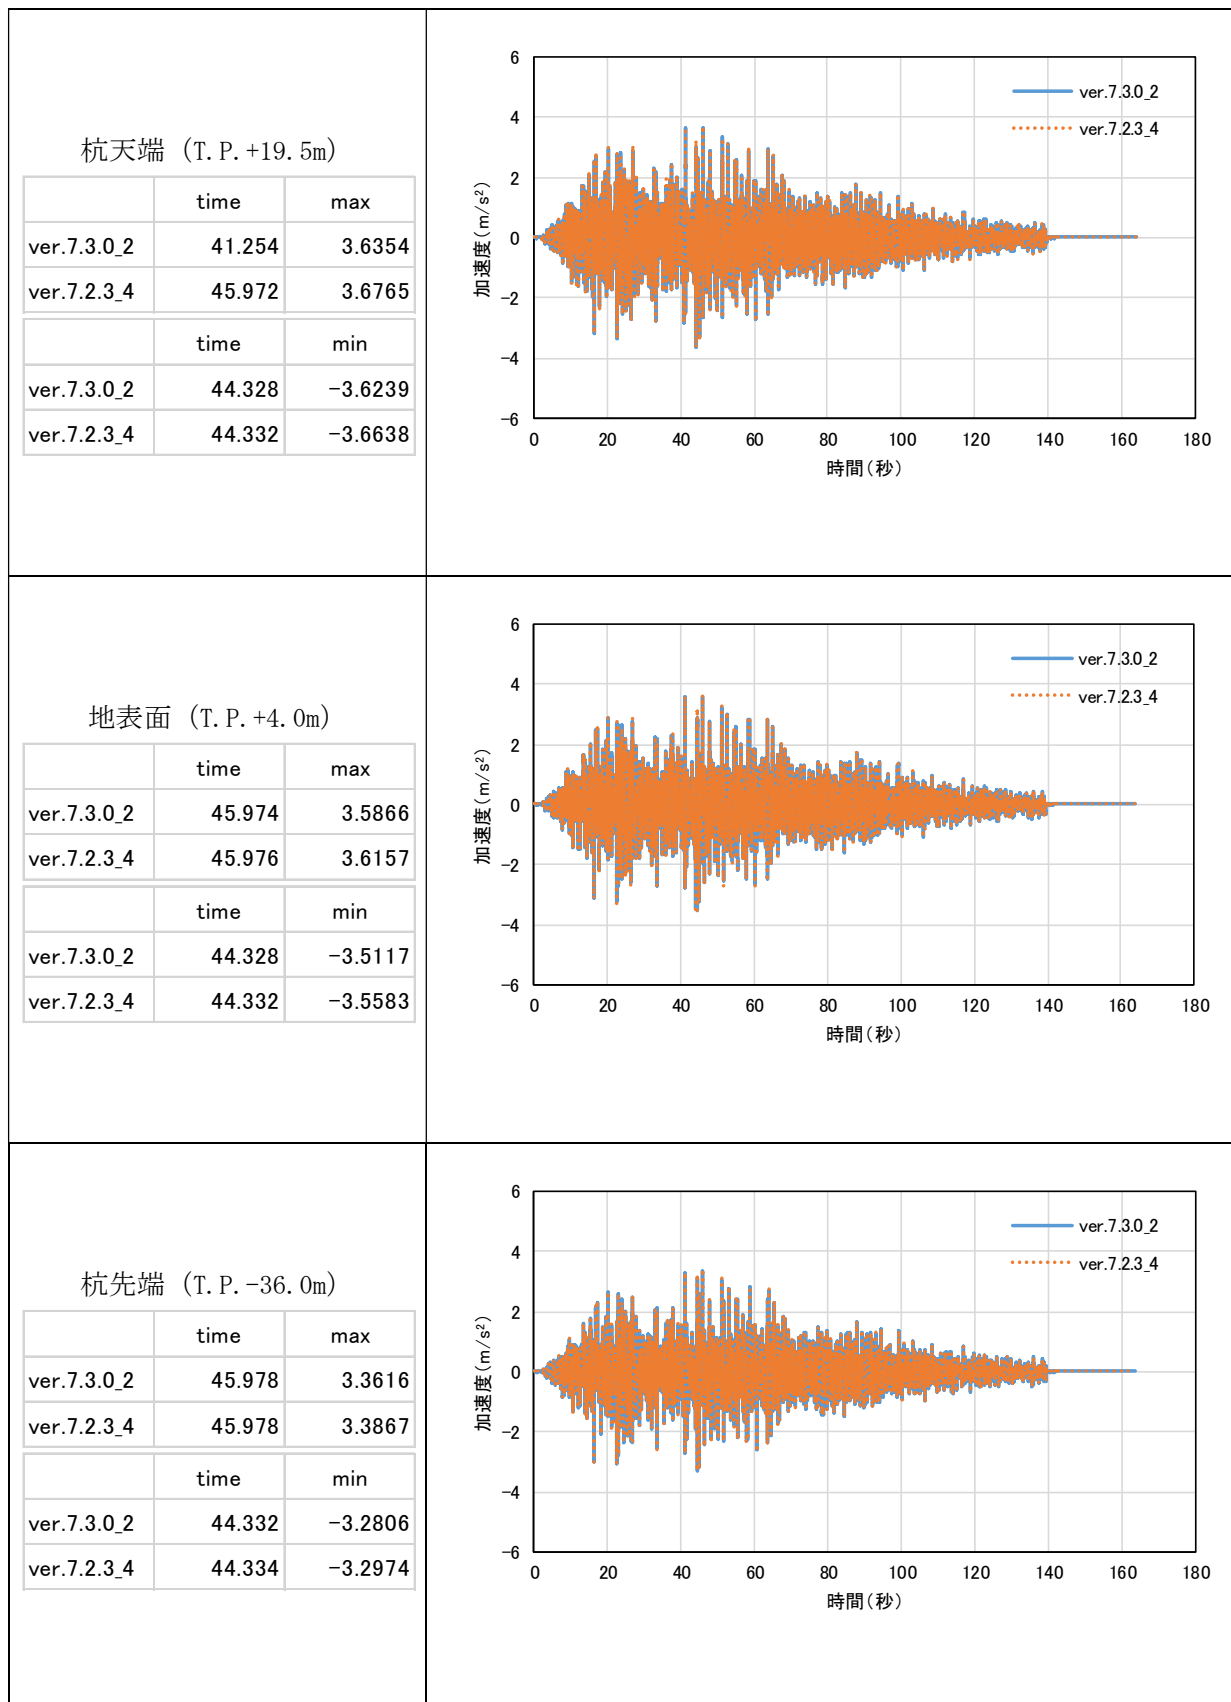 杭天端 (T.P.+19.5m)
time max
ver.7.3.0_2 41.254 3.6354
ver.7.2.3_4 45.972 3.6765
time min
ver.7.3.0_2 44.328 -3.6239
ver.7.2.3_4 44.332 -3.6638
加速度(m/s²)
6
4
2
0
-2
-4
-6
ver.7.3.0_2
ver.7.2.3_4
0 20 40 60 80 100 120 140 160 180
時間(秒)
地表面 (T.P.+4.0m)
time max
ver.7.3.0_2 45.974 3.5866
ver.7.2.3_4 45.976 3.6157
time min
ver.7.3.0_2 44.328 -3.5117
ver.7.2.3_4 44.332 -3.5583
加速度(m/s²)
6
4
2
0
-2
-4
-6
ver.7.3.0_2
ver.7.2.3_4
0 20 40 60 80 100 120 140 160 180
時間(秒)
杭先端 (T.P.-36.0m)
time max
ver.7.3.0_2 45.978 3.3616
ver.7.2.3_4 45.978 3.3867
time min
ver.7.3.0_2 44.332 -3.2806
ver.7.2.3_4 44.334 -3.2974
加速度(m/s²)
6
4
2
0
-2
-4
-6
ver.7.3.0_2
ver.7.2.3_4
0 20 40 60 80 100 120 140 160 180
時間(秒)